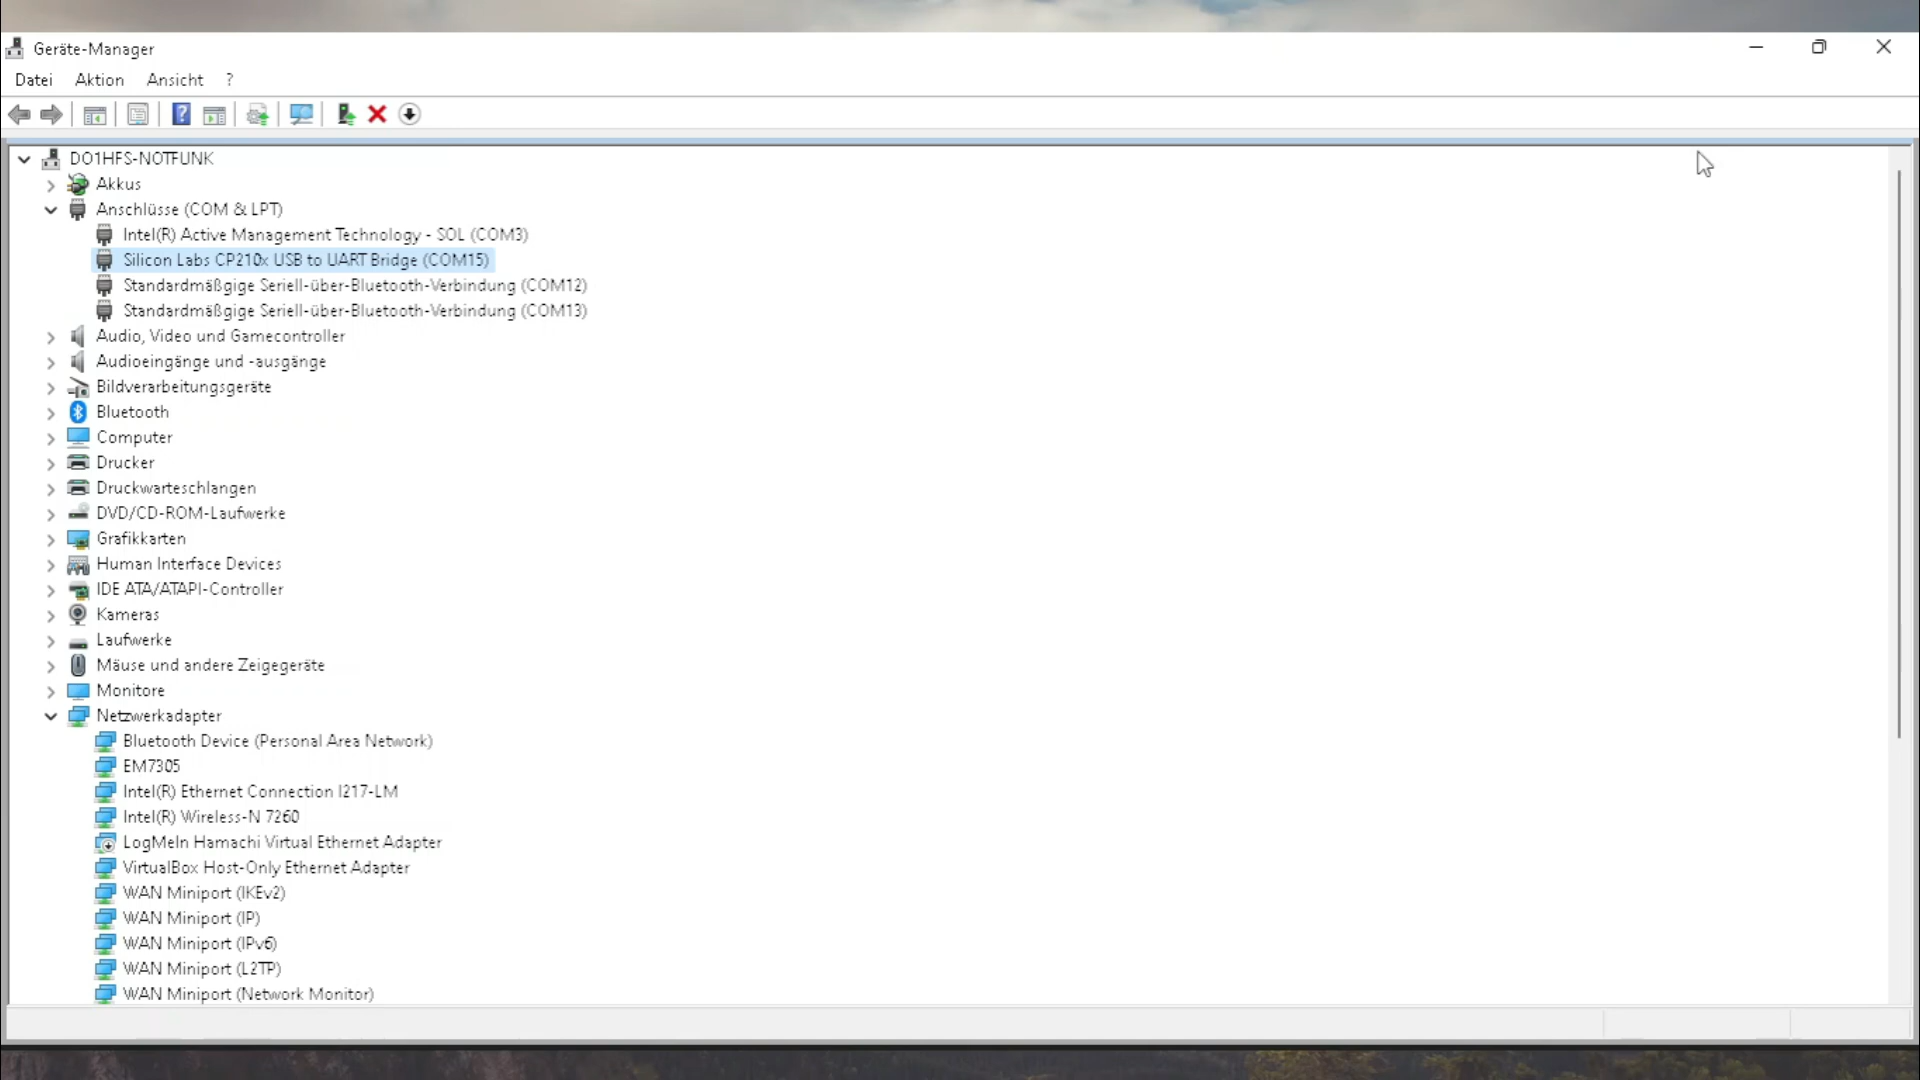 Geräte-Manager
Datei Aktion Ansicht ?
DO1HFS-NOTFUNK
Akkus
Anschlüsse (COM & LPT)
Intel(R) Active Management Technology - SOL (COM3)
Silicon Labs CP210x USB to UART Bridge (COM15)
Standardmäßgige Seriell-über-Bluetooth-Verbindung (COM12)
Standardmäßgige Seriell-über-Bluetooth-Verbindung (COM13)
Audio, Video und Gamecontroller
Audioeingänge und -ausgänge
Bildverarbeitungsgeräte
Bluetooth
Computer
Drucker
Druckwarteschlangen
DVD/CD-ROM-Laufwerke
Grafikkarten
Human Interface Devices
IDE ATA/ATAPI-Controller
Kameras
Laufwerke
Mäuse und andere Zeigegeräte
Monitore
Netzwerkadapter
Bluetooth Device (Personal Area Network)
EM7305
Intel(R) Ethernet Connection I217-LM
Intel(R) Wireless-N 7260
LogMeIn Hamachi Virtual Ethernet Adapter
VirtualBox Host-Only Ethernet Adapter
WAN Miniport (IKEv2)
WAN Miniport (IP)
WAN Miniport (IPv6)
WAN Miniport (L2TP)
WAN Miniport (Network Monitor)